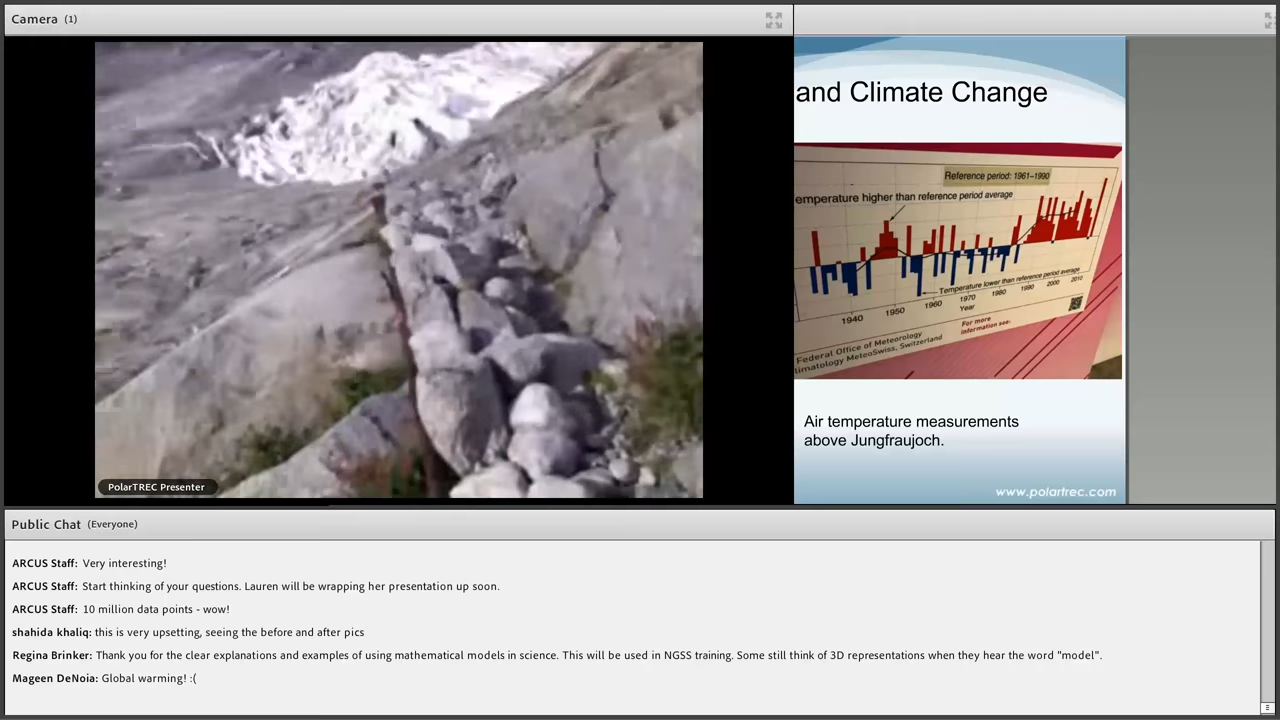 Camera (1)
PolarTREC Presenter
and Climate Change
Reference period: 1961–1990
emperature higher than reference period average
Temperature lower than reference period average
1940 1950 1960 1970 1980 1990 2000 2010
Year
For more
information see:
Federal Office of Meteorology
limatology MeteoSwiss, Switzerland
Air temperature measurements
above Jungfraujoch.
www.polartrec.com
Public Chat (Everyone)
ARCUS Staff: Very interesting!
ARCUS Staff: Start thinking of your questions. Lauren will be wrapping her presentation up soon.
ARCUS Staff: 10 million data points - wow!
shahida khaliq: this is very upsetting, seeing the before and after pics
Regina Brinker: Thank you for the clear explanations and examples of using mathematical models in science. This will be used in NGSS training. Some still think of 3D representations when they hear the word "model".
Mageen DeNoia: Global warming! :(